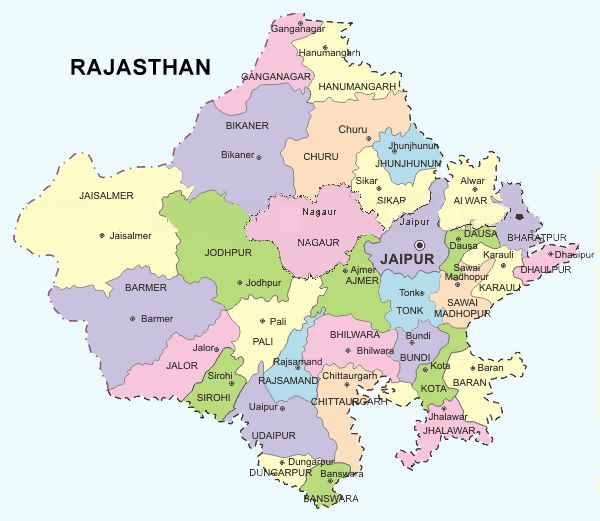 Ganganagar
Hanumangarh
RAJASTHAN
GANGANAGAR
HANUMANGARH
BIKANER
Churu
Jhunjhunun
Bikaner
CHURU
JHUNJHUNUN
Sikar
Alwar
JAISALMER
SIKAR
ALWAR
Nagaur
Jaipur
Jaisalmer
DAUSA
BHARATPUR
NAGAUR
Dausa
JODHPUR
JAIPUR
Karauli
Dhaulpur
Ajmer
Sawai
Madhopur
DHAULPUR
BARMER
Jodhpur
AJMER
KARAULI
Tonk
SAWAI
MADHOPUR
TONK
Barmer
Pali
PALI
BHILWARA
Bundi
Jalor
Bhilwara
BUNDI
JALOR
Rajsamand
Kota
Baran
Sirohi
RAJSAMAND
Chittaurgarh
BARAN
SIROHI
KOTA
CHITTAURGARH
Uaipur
Jhalawar
UDAIPUR
JHALAWAR
Dungarpur
DUNGARPUR
Banswara
BANSWARA